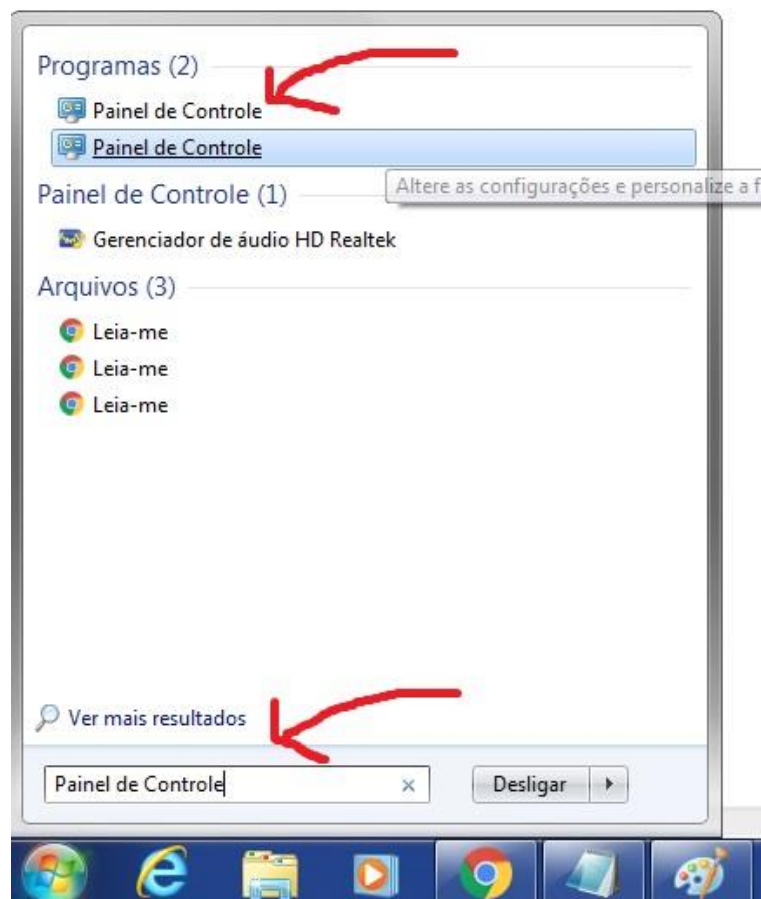 Programas (2)
Painel de Controle
Painel de Controle
Altere as configurações e personalize a f
Painel de Controle (1)
Gerenciador de áudio HD Realtek
Arquivos (3)
Leia-me
Leia-me
Leia-me
Ver mais resultados
Painel de Controle
Desligar